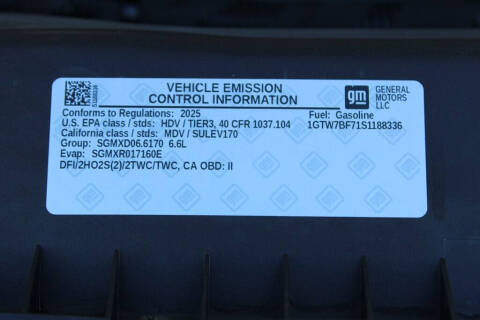 VEHICLE EMISSION
CONTROL INFORMATION
gm
GENERAL
MOTORS
LLC
Conforms to Regulations: 2025
Fuel: Gasoline
U.S. EPA class / stds: HDV / TIER3, 40 CFR 1037.104
1GTW7BF71S1188336
California class / stds: MDV / SULEV170
Group: SGMXD06.6170 6.6L
Evap: SGMXR017160E
DFI/2HO2S(2)/2TWC/TWC, CA OBD: II